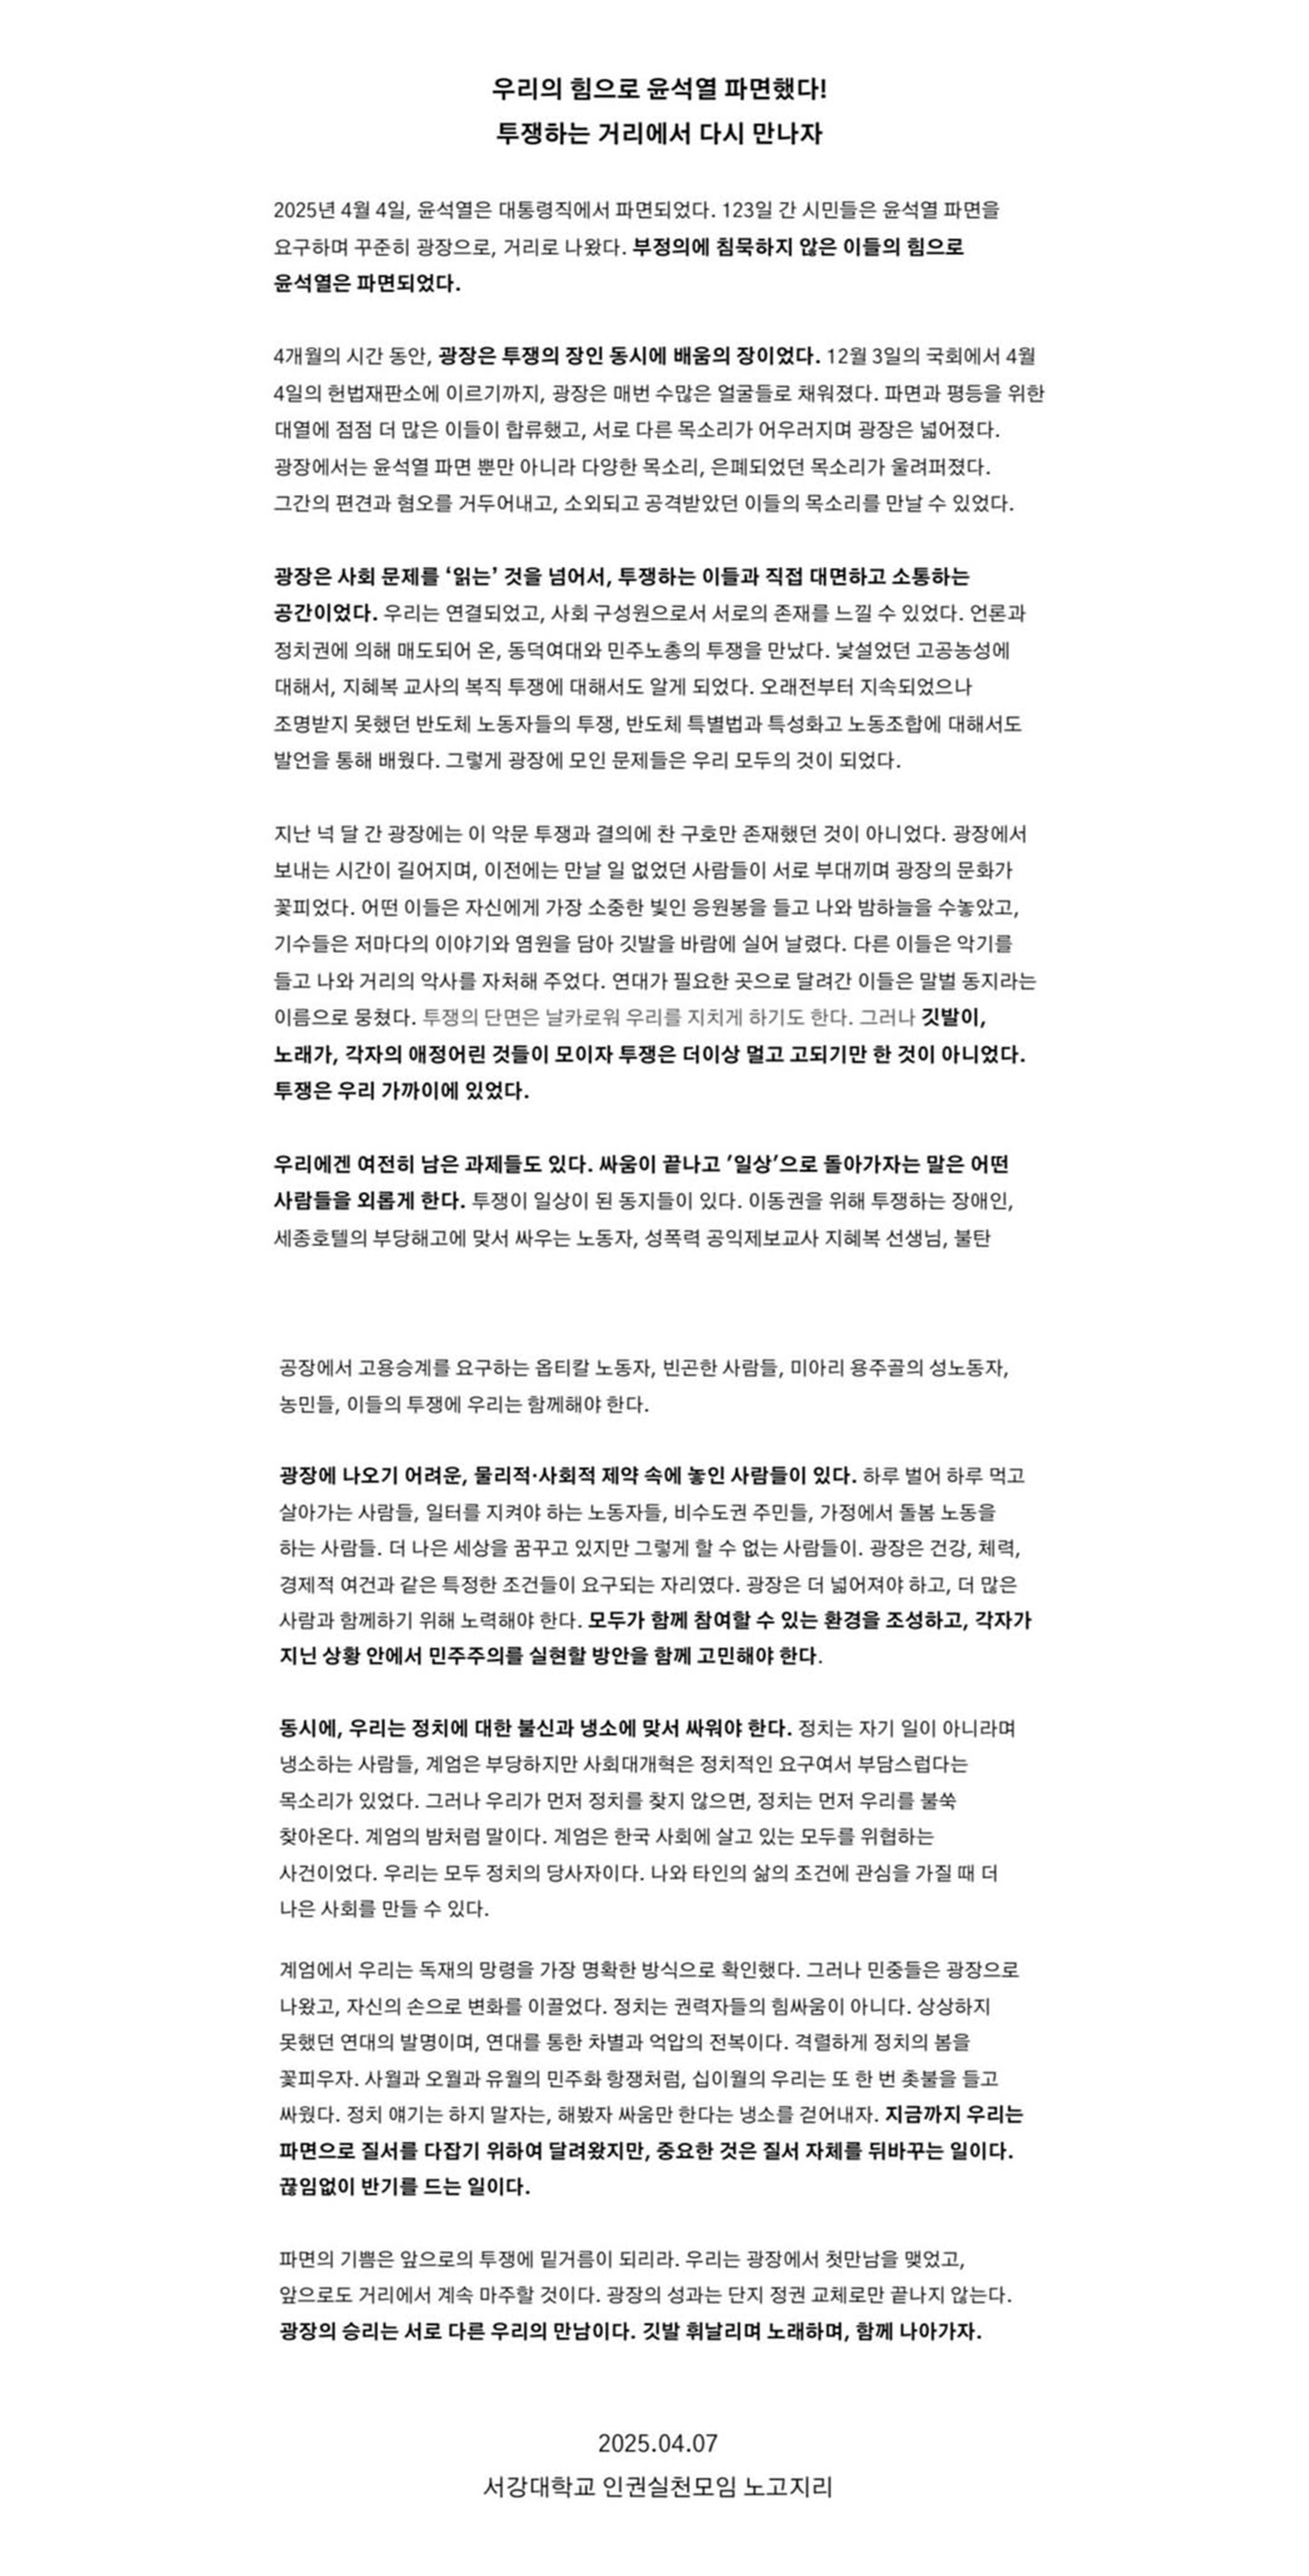 우리의 힘으로 윤석열 파면했다!
투쟁하는 거리에서 다시 만나자
2025년 4월 4일, 윤석열은 대통령직에서 파면되었다. 123일 간 시민들은 윤석열 파면을
요구하며 꾸준히 광장으로, 거리로 나왔다. 부정의에 침묵하지 않은 이들의 힘으로
윤석열은 파면되었다.
4개월의 시간 동안, 광장은 투쟁의 장인 동시에 배움의 장이었다. 12월 3일의 국회에서 4월
4일의 헌법재판소에 이르기까지, 광장은 매번 수많은 얼굴들로 채워졌다. 파면과 평등을 위한
대열에 점점 더 많은 이들이 합류했고, 서로 다른 목소리가 어우러지며 광장은 넓어졌다.
광장에서는 윤석열 파면 뿐만 아니라 다양한 목소리, 은폐되었던 목소리가 울려퍼졌다.
그간의 편견과 혐오를 거두어내고, 소외되고 공격받았던 이들의 목소리를 만날 수 있었다.
광장은 사회 문제를 ‘읽는’ 것을 넘어서, 투쟁하는 이들과 직접 대면하고 소통하는
공간이었다. 우리는 연결되었고, 사회 구성원으로서 서로의 존재를 느낄 수 있었다. 언론과
정치권에 의해 매도되어 온, 동덕여대와 민주노총의 투쟁을 만났다. 낯설었던 고공농성에
대해서, 지혜복 교사의 복직 투쟁에 대해서도 알게 되었다. 오래전부터 지속되었으나
조명받지 못했던 반도체 노동자들의 투쟁, 반도체 특별법과 특성화고 노동조합에 대해서도
발언을 통해 배웠다. 그렇게 광장에 모인 문제들은 우리 모두의 것이 되었다.
지난 넉 달 간 광장에는 이 악문 투쟁과 결의에 찬 구호만 존재했던 것이 아니었다. 광장에서
보내는 시간이 길어지며, 이전에는 만날 일 없었던 사람들이 서로 부대끼며 광장의 문화가
꽃피었다. 어떤 이들은 자신에게 가장 소중한 빛인 응원봉을 들고 나와 밤하늘을 수놓았고,
기수들은 저마다의 이야기와 염원을 담아 깃발을 바람에 실어 날렸다. 다른 이들은 악기를
들고 나와 거리의 악사를 자처해 주었다. 연대가 필요한 곳으로 달려간 이들은 말벌 동지라는
이름으로 뭉쳤다. 투쟁의 단면은 날카로워 우리를 지치게 하기도 한다. 그러나 깃발이,
노래가, 각자의 애정어린 것들이 모이자 투쟁은 더이상 멀고 고되기만 한 것이 아니었다.
투쟁은 우리 가까이에 있었다.
우리에겐 여전히 남은 과제들도 있다. 싸움이 끝나고 ’일상’으로 돌아가자는 말은 어떤
사람들을 외롭게 한다. 투쟁이 일상이 된 동지들이 있다. 이동권을 위해 투쟁하는 장애인,
세종호텔의 부당해고에 맞서 싸우는 노동자, 성폭력 공익제보교사 지혜복 선생님, 불탄
공장에서 고용승계를 요구하는 옵티칼 노동자, 빈곤한 사람들, 미아리 용주골의 성노동자,
농민들, 이들의 투쟁에 우리는 함께해야 한다.
광장에 나오기 어려운, 물리적·사회적 제약 속에 놓인 사람들이 있다. 하루 벌어 하루 먹고
살아가는 사람들, 일터를 지켜야 하는 노동자들, 비수도권 주민들, 가정에서 돌봄 노동을
하는 사람들. 더 나은 세상을 꿈꾸고 있지만 그렇게 할 수 없는 사람들이. 광장은 건강, 체력,
경제적 여건과 같은 특정한 조건들이 요구되는 자리였다. 광장은 더 넓어져야 하고, 더 많은
사람과 함께하기 위해 노력해야 한다. 모두가 함께 참여할 수 있는 환경을 조성하고, 각자가
지닌 상황 안에서 민주주의를 실현할 방안을 함께 고민해야 한다.
동시에, 우리는 정치에 대한 불신과 냉소에 맞서 싸워야 한다. 정치는 자기 일이 아니라며
냉소하는 사람들, 계엄은 부당하지만 사회대개혁은 정치적인 요구여서 부담스럽다는
목소리가 있었다. 그러나 우리가 먼저 정치를 찾지 않으면, 정치는 먼저 우리를 불쑥
찾아온다. 계엄의 밤처럼 말이다. 계엄은 한국 사회에 살고 있는 모두를 위협하는
사건이었다. 우리는 모두 정치의 당사자이다. 나와 타인의 삶의 조건에 관심을 가질 때 더
나은 사회를 만들 수 있다.
계엄에서 우리는 독재의 망령을 가장 명확한 방식으로 확인했다. 그러나 민중들은 광장으로
나왔고, 자신의 손으로 변화를 이끌었다. 정치는 권력자들의 힘싸움이 아니다. 상상하지
못했던 연대의 발명이며, 연대를 통한 차별과 억압의 전복이다. 격렬하게 정치의 봄을
꽃피우자. 사월과 오월과 유월의 민주화 항쟁처럼, 십이월의 우리는 또 한 번 촛불을 들고
싸웠다. 정치 얘기는 하지 말자는, 해봤자 싸움만 한다는 냉소를 걷어내자. 지금까지 우리는
파면으로 질서를 다잡기 위하여 달려왔지만, 중요한 것은 질서 자체를 뒤바꾸는 일이다.
끊임없이 반기를 드는 일이다.
파면의 기쁨은 앞으로의 투쟁에 밑거름이 되리라. 우리는 광장에서 첫만남을 맺었고,
앞으로도 거리에서 계속 마주할 것이다. 광장의 성과는 단지 정권 교체로만 끝나지 않는다.
광장의 승리는 서로 다른 우리의 만남이다. 깃발 휘날리며 노래하며, 함께 나아가자.
2025.04.07
서강대학교 인권실천모임 노고지리